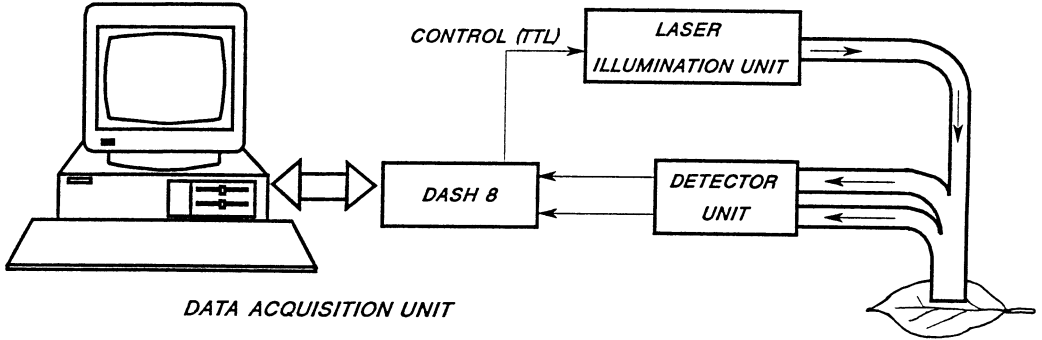 CONTROL (TTL)
LASER
ILLUMINATION UNIT
DASH 8
DETECTOR
UNIT
DATA ACQUISITION UNIT